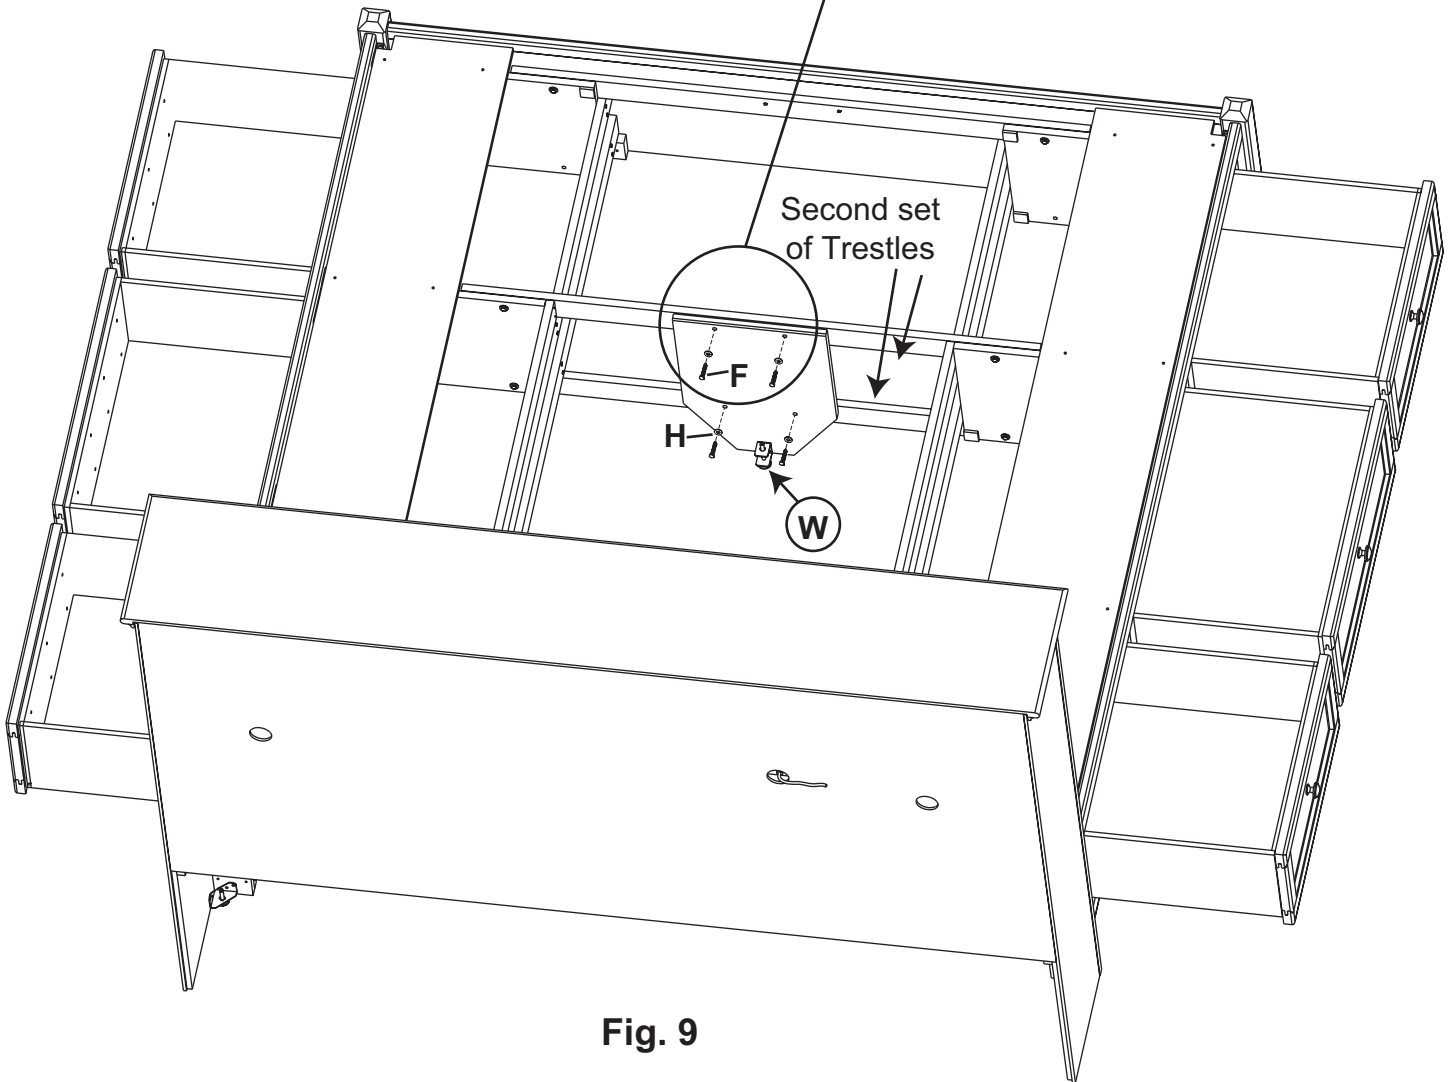 Second set
of Trestles
F
H
W
Fig. 9